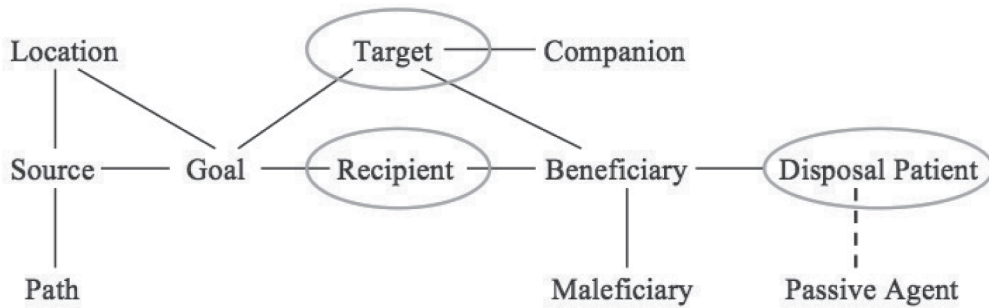 Location Target Companion
Source Goal Recipient Beneficiary Disposal Patient
Path Maleficiary Passive Agent